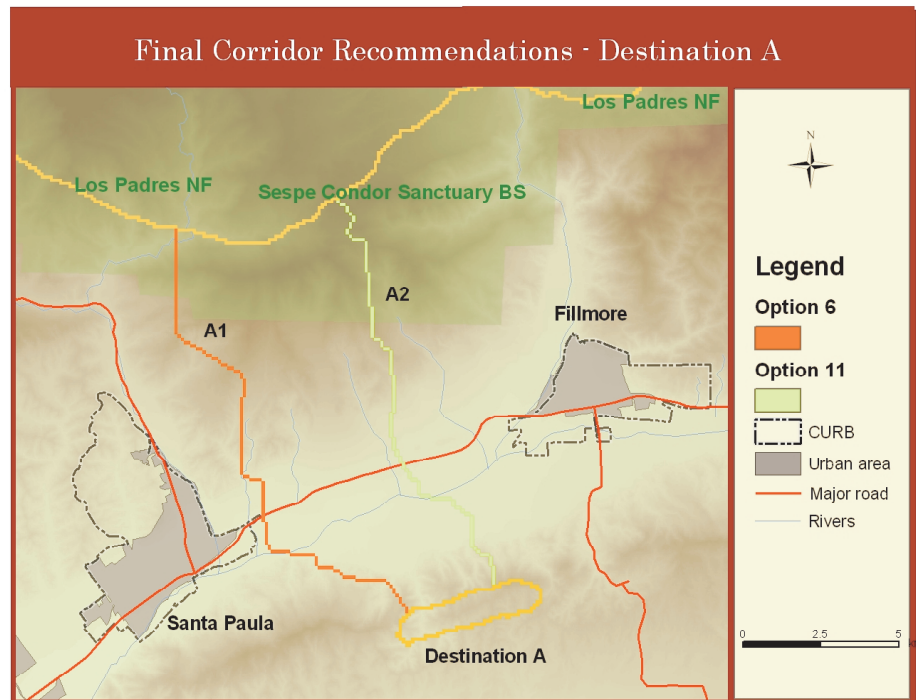 Final Corridor Recommendations - Destination A
Los Padres NF
Los Padres NF
Sespe Condor Sanctuary BS
A2
A1
Fillmore
Santa Paula
Destination A
N
Legend
Option 6
Option 11
CURB
Urban area
Major road
Rivers
0 2.5 5